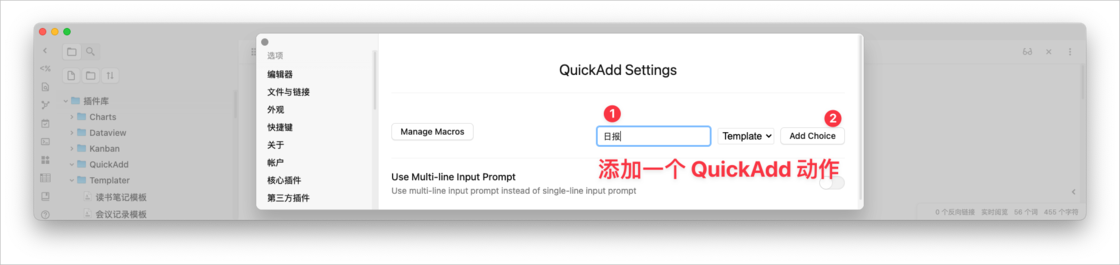 选项
编辑器
文件与链接
外观
快捷键
关于
帐户
核心插件
第三方插件
QuickAdd Settings
Manage Macros
1
日报
Template
2
Add Choice
添加一个 QuickAdd 动作
Use Multi-line Input Prompt
Use multi-line input prompt instead of single-line input prompt
插件库
Charts
Dataview
Kanban
QuickAdd
Templater
读书笔记模板
会议记录模板
0 个反向链接 实时阅览 56 个词 455 个字符